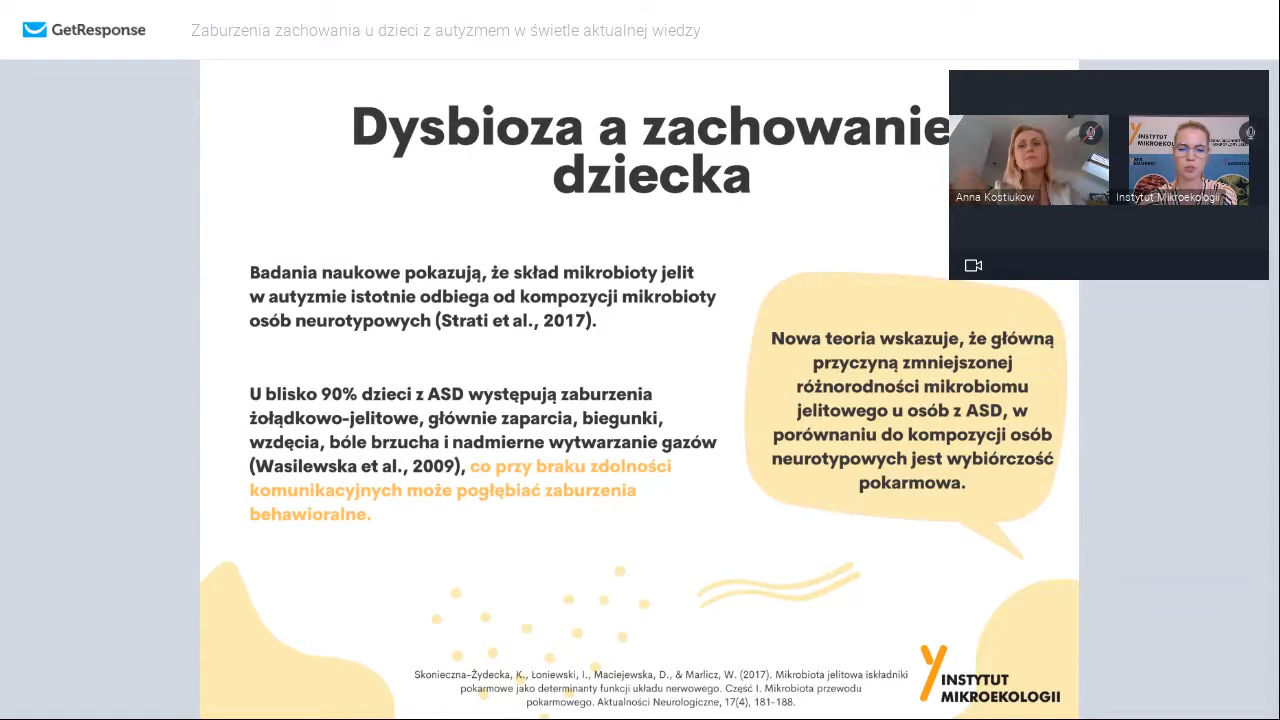 GetResponse
Zaburzenia zachowania u dzieci z autyzmem w świetle aktualnej wiedzy
Dysbioza a zachowanie
dziecka
INSTYTUT
Anna Kostiukow
Instytut Mikroekologii
Badania naukowe pokazują, że skład mikrobioty jelit
w autyzmie istotnie odbiega od kompozycji mikrobioty
osób neurotypowych (Strati et al., 2017).
U blisko 90% dzieci z ASD występują zaburzenia
żołądkowo-jelitowe, głównie zaparcia, biegunki,
wzdęcia, bóle brzucha i nadmierne wytwarzanie gazów
(Wasilewska et al., 2009), co przy braku zdolności
komunikacyjnych może pogłębiać zaburzenia
behawioralne.
Nowa teoria wskazuje, że główną
przyczyną zmniejszonej
różnorodności mikrobiomu
jelitowego u osób z ASD, w
porównaniu do kompozycji osób
neurotypowych jest wybiórczość
pokarmowa.
Skonieczna-Żydecka, K., Łoniewski, I., Maciejewska, D., & Marlicz, W. (2017). Mikrobiota jelitowa iskładniki
pokarmowe jako determinanty funkcji układu nerwowego. Część I. Mikrobiota przewodu
pokarmowego. Aktualności Neurologiczne, 17(4), 181-188.
INSTYTUT
MIKROEKOLOGII